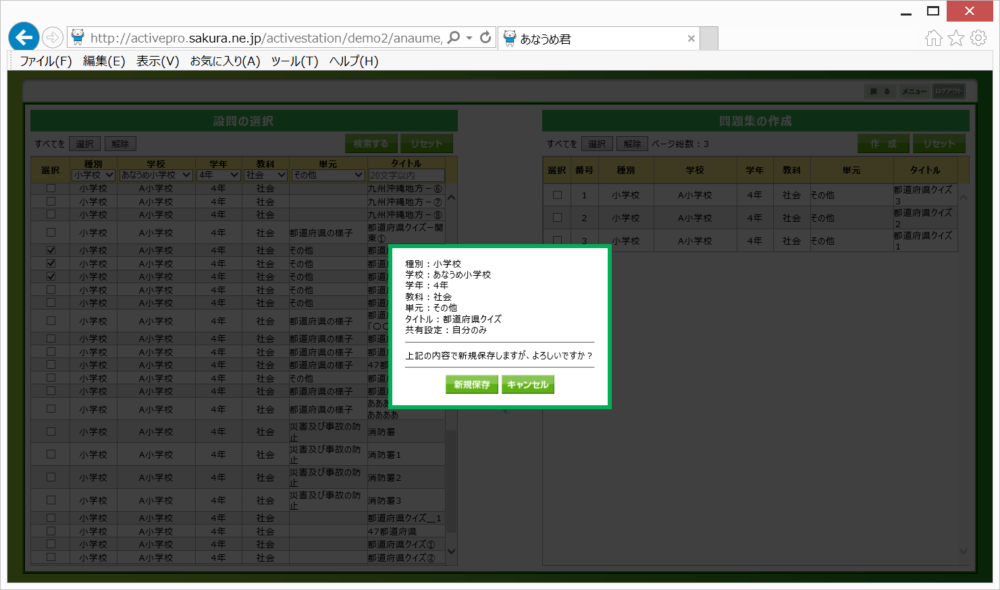 http://activepro.sakura.ne.jp/activestation/demo2/anaume,
あなうめ君
ファイル(F) 編集(E) 表示(V) お気に入り(A) ツール(T) ヘルプ(H)
戻 る メニュー ログアウト
設問の選択
すべてを 選択 解除 検索する リセット
選択 種別 学校 学年 教科 単元 タイトル
小学校 あなうめ小学校 4年 社会 その他 20文字以内
小学校 A小学校 4年 社会 九州沖縄地方－⑥
小学校 A小学校 4年 社会 九州沖縄地方－⑦
小学校 A小学校 4年 社会 九州沖縄地方－⑧
小学校 A小学校 4年 社会 都道府県の様子 都道府県クイズー関
東①
小学校 A小学校 4年 社会 その他 都道
小学校 A小学校 4年 社会 その他 都道
小学校 A小学校 4年 社会 その他 都道
小学校 A小学校 4年 社会 その他 都道
小学校 A小学校 4年 社会 その他 都道
小学校 A小学校 4年 社会 都道府県の様子 都道
「〇〇
小学校 A小学校 4年 社会 都道府県の様子 都道
小学校 A小学校 4年 社会 都道府県の様子 都道
小学校 A小学校 4年 社会 都道府県の様子 47都
小学校 A小学校 4年 社会 その他 都道
小学校 A小学校 4年 社会 都道府県の様子 都道
小学校 A小学校 4年 社会 都道府県の様子 あああ
ああああ
小学校 A小学校 4年 社会 災害及び事故の防
止 消防署
小学校 A小学校 4年 社会 災害及び事故の防
止 消防署1
小学校 A小学校 4年 社会 災害及び事故の防
止 消防署2
小学校 A小学校 4年 社会 災害及び事故の防
止 消防署3
小学校 A小学校 4年 社会 都道府県クイズ__1
小学校 A小学校 4年 社会 47都道府県
小学校 A小学校 4年 社会 都道府県クイズ①
小学校 A小学校 4年 社会 都道府県クイズ②
問題集の作成
すべてを 選択 解除 ページ総数：3 作 成 リセット
選択 番号 種別 学校 学年 教科 単元 タイトル
1 小学校 A小学校 4年 社会 その他 都道府県クイズ
3
2 小学校 A小学校 4年 社会 その他 都道府県クイズ
2
3 小学校 A小学校 4年 社会 その他 都道府県クイズ
1
種別：小学校
学校：あなうめ小学校
学年：4年
教科：社会
単元：その他
タイトル：都道府県クイズ
共有設定：自分のみ
上記の内容で新規保存しますが、よろしいですか？
新規保存 キャンセル